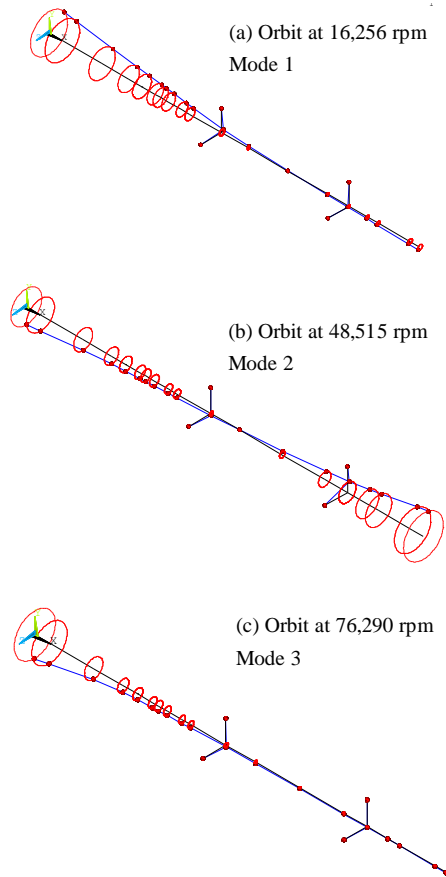 (a) Orbit at 16,256 rpm
Mode 1
(b) Orbit at 48,515 rpm
Mode 2
(c) Orbit at 76,290 rpm
Mode 3